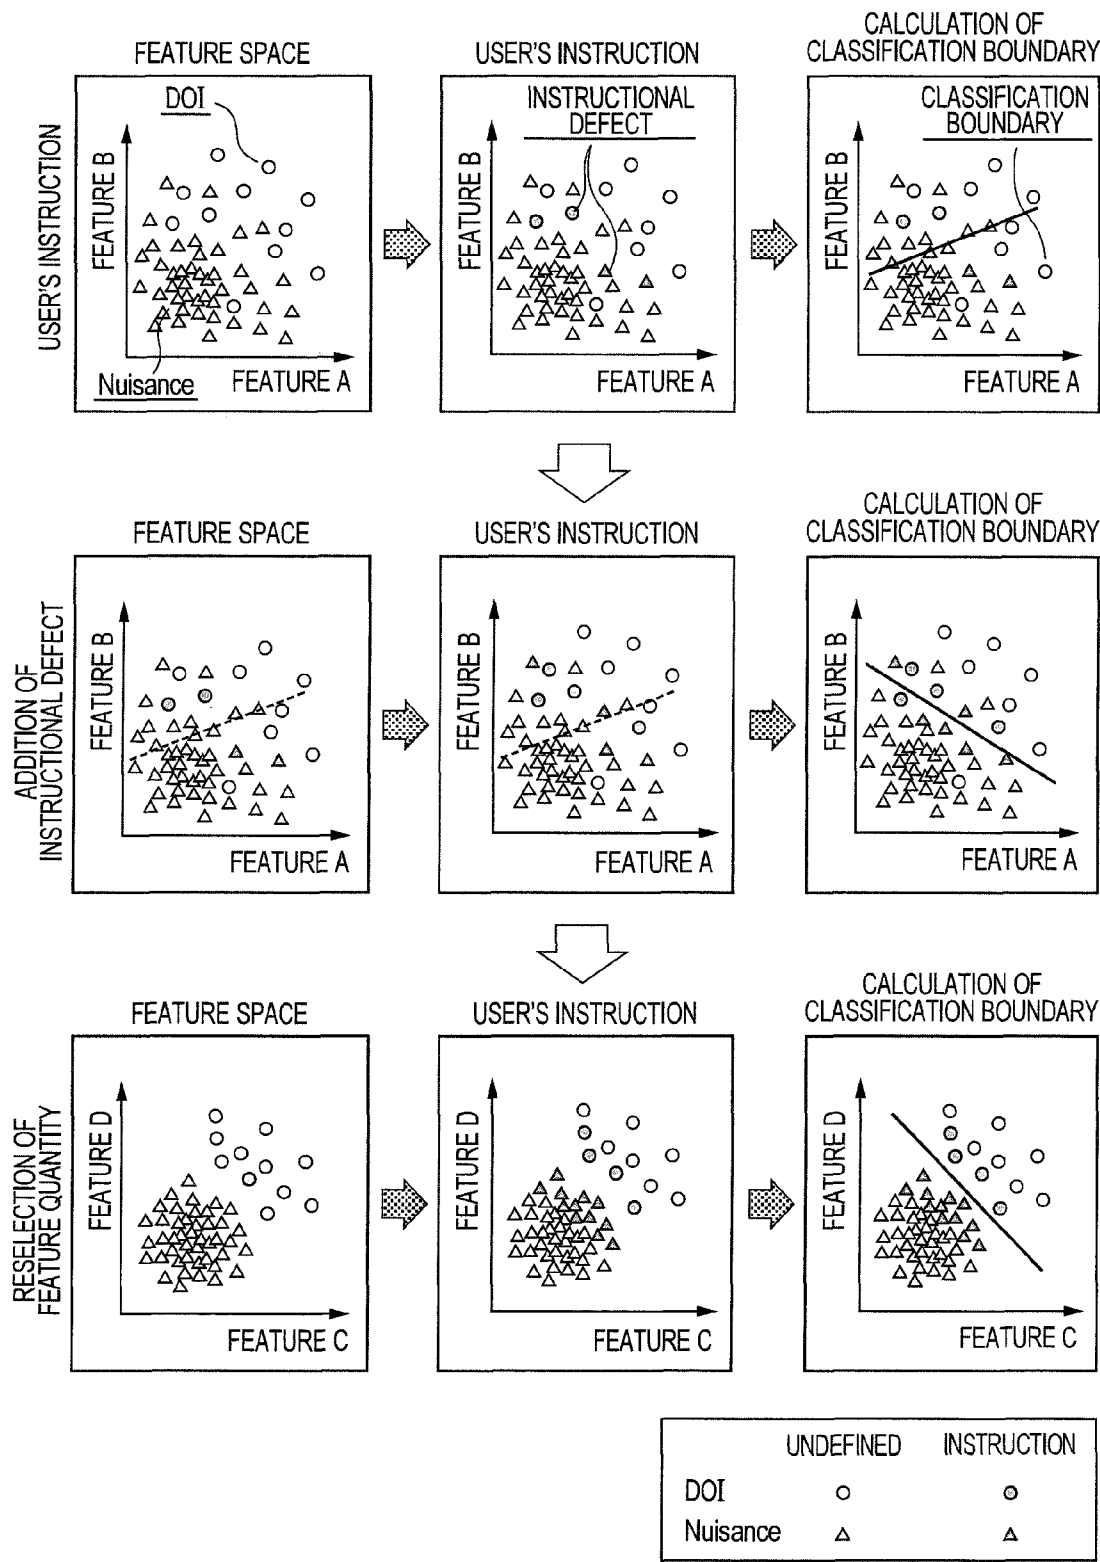 FEATURE SPACE
USER'S INSTRUCTION
CALCULATION OF
CLASSIFICATION BOUNDARY
USER'S INSTRUCTION
DOI
FEATURE B
Nuisance
FEATURE A
INSTRUCTIONAL
DEFECT
FEATURE B
FEATURE A
CLASSIFICATION
BOUNDARY
FEATURE B
FEATURE A
FEATURE SPACE
USER'S INSTRUCTION
CALCULATION OF
CLASSIFICATION BOUNDARY
ADDITION OF
INSTRUCTIONAL DEFECT
FEATURE B
FEATURE A
FEATURE B
FEATURE A
FEATURE B
FEATURE A
FEATURE SPACE
USER'S INSTRUCTION
CALCULATION OF
CLASSIFICATION BOUNDARY
RESELECTION OF
FEATURE QUANTITY
FEATURE D
FEATURE C
FEATURE D
FEATURE C
FEATURE D
FEATURE C
UNDEFINED INSTRUCTION
DOI
Nuisance